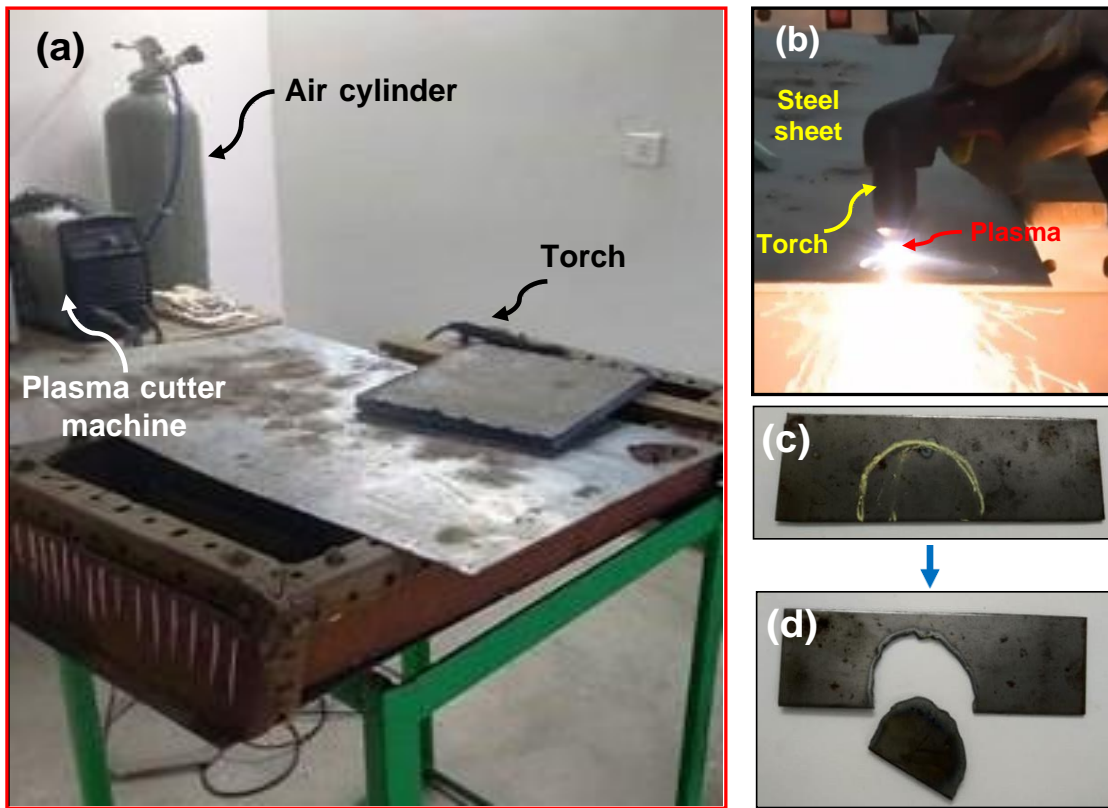 (a)
Air cylinder
Torch
Plasma cutter
machine
(b)
Steel
sheet
Torch
Plasma
(c)
(d)